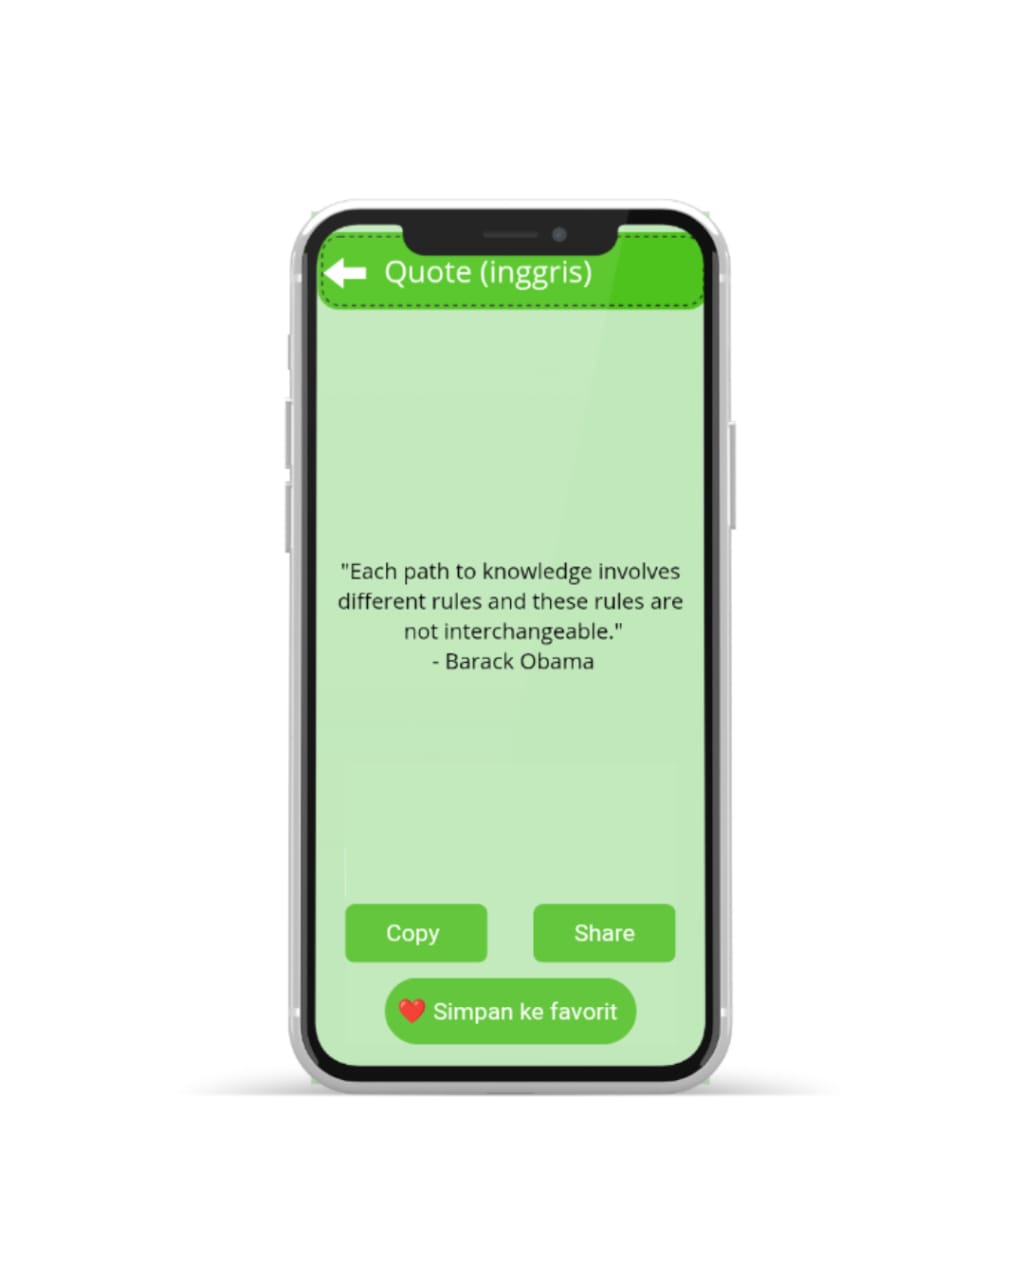 Quote (inggris)
"Each path to knowledge involves
different rules and these rules are
not interchangeable."
- Barack Obama
Copy
Share
❤️ Simpan ke favorit